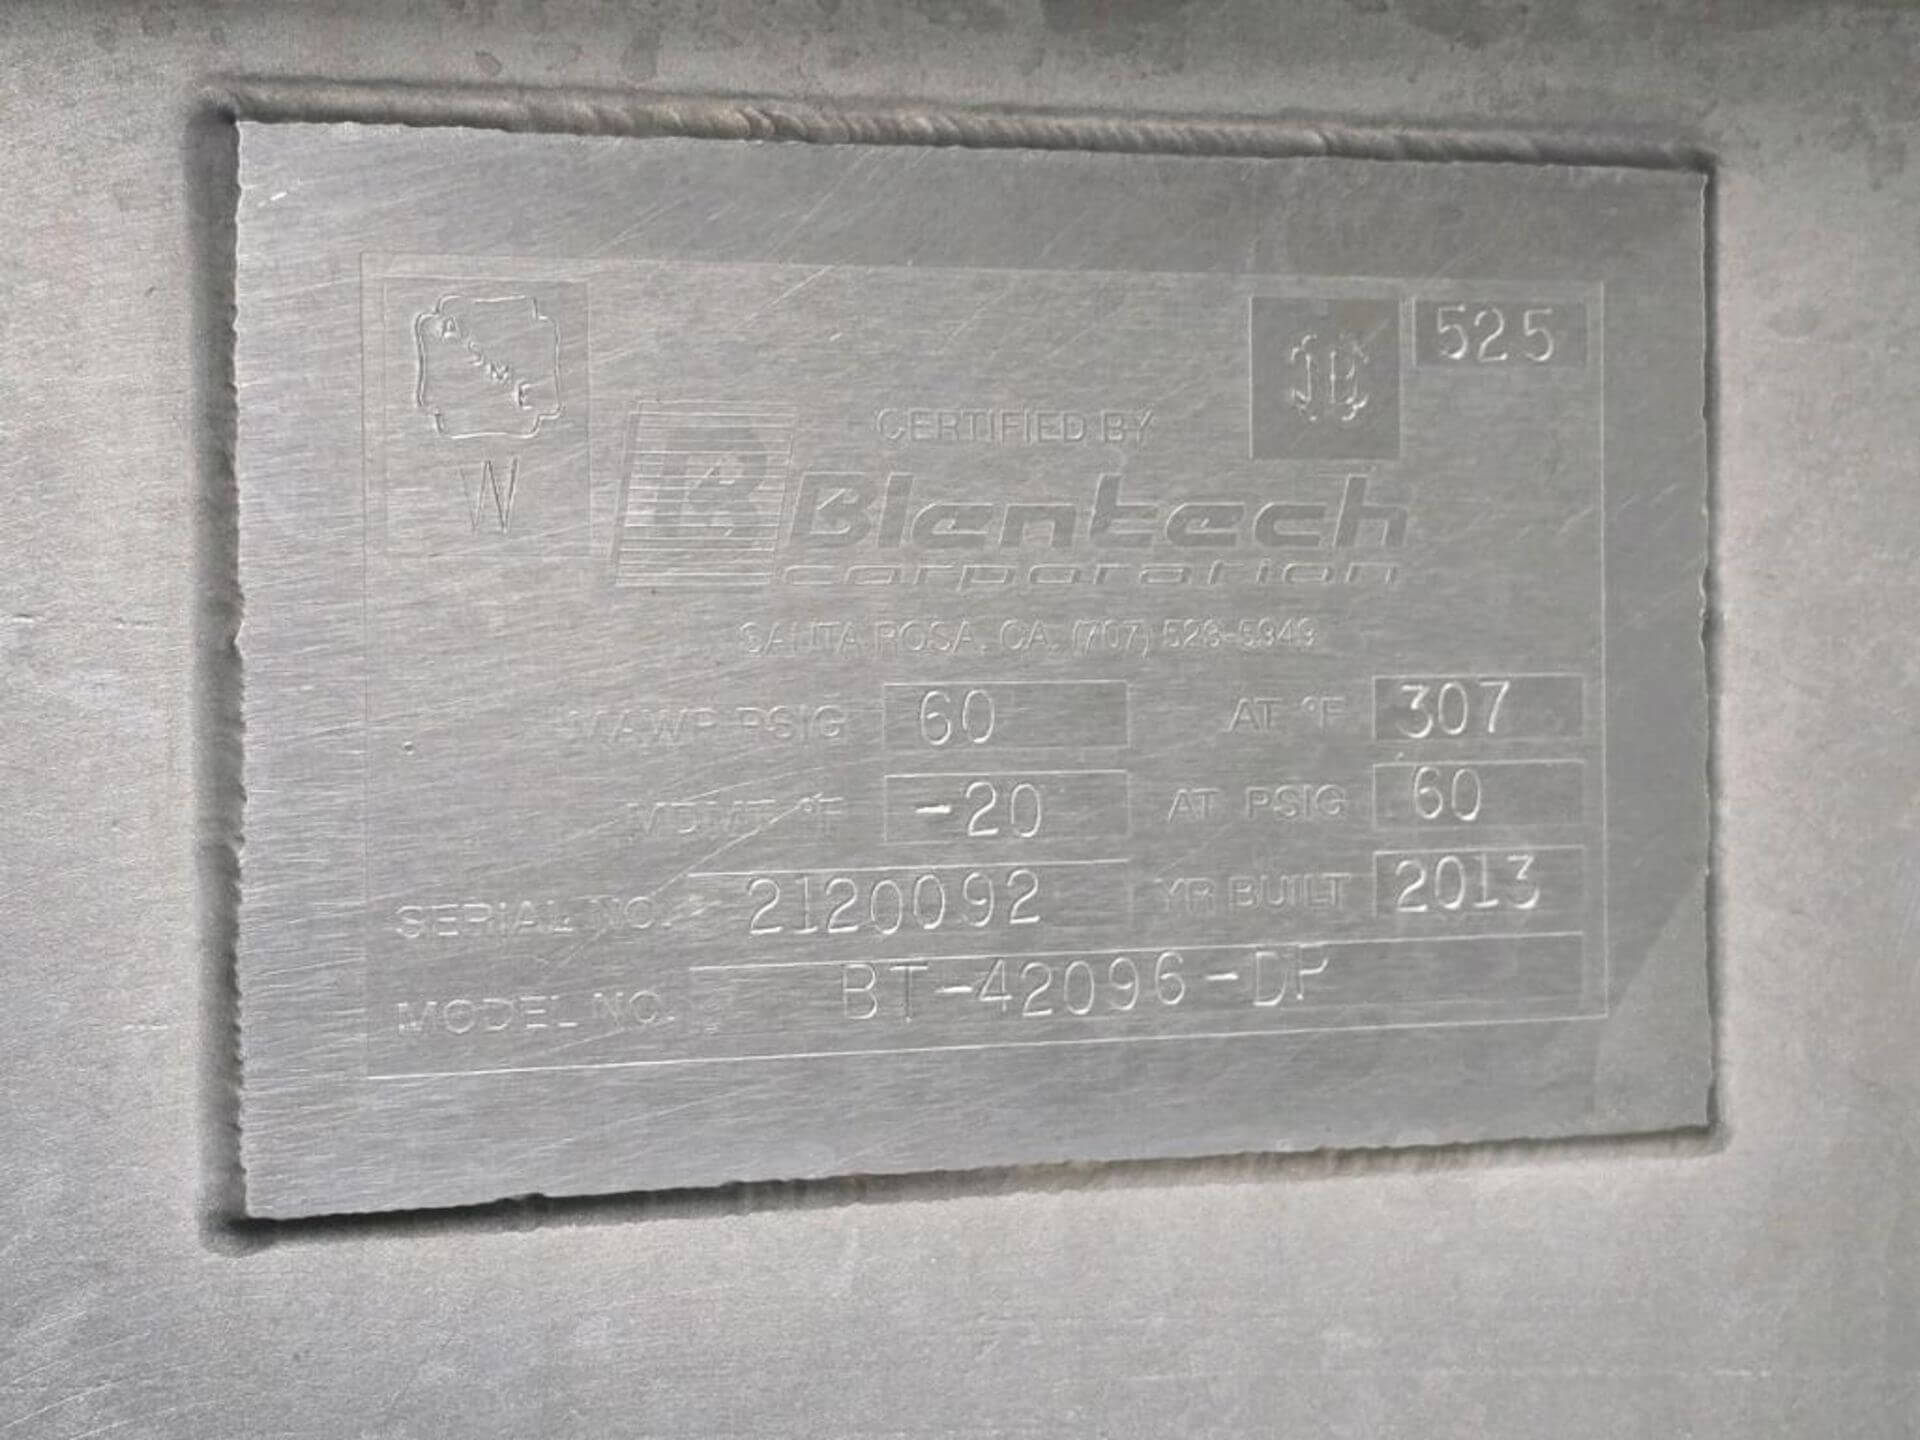 ASME
W
NB
525
CERTIFIED BY
B
Blentech
corporation
SANTA ROSA, CA. (707) 523-5949
MAWP PSIG 60 AT °F 307
MDMT °F -20 AT PSIG 60
SERIAL NO. 2120092 YR BUILT 2013
MODEL NO. BT-42096-DP